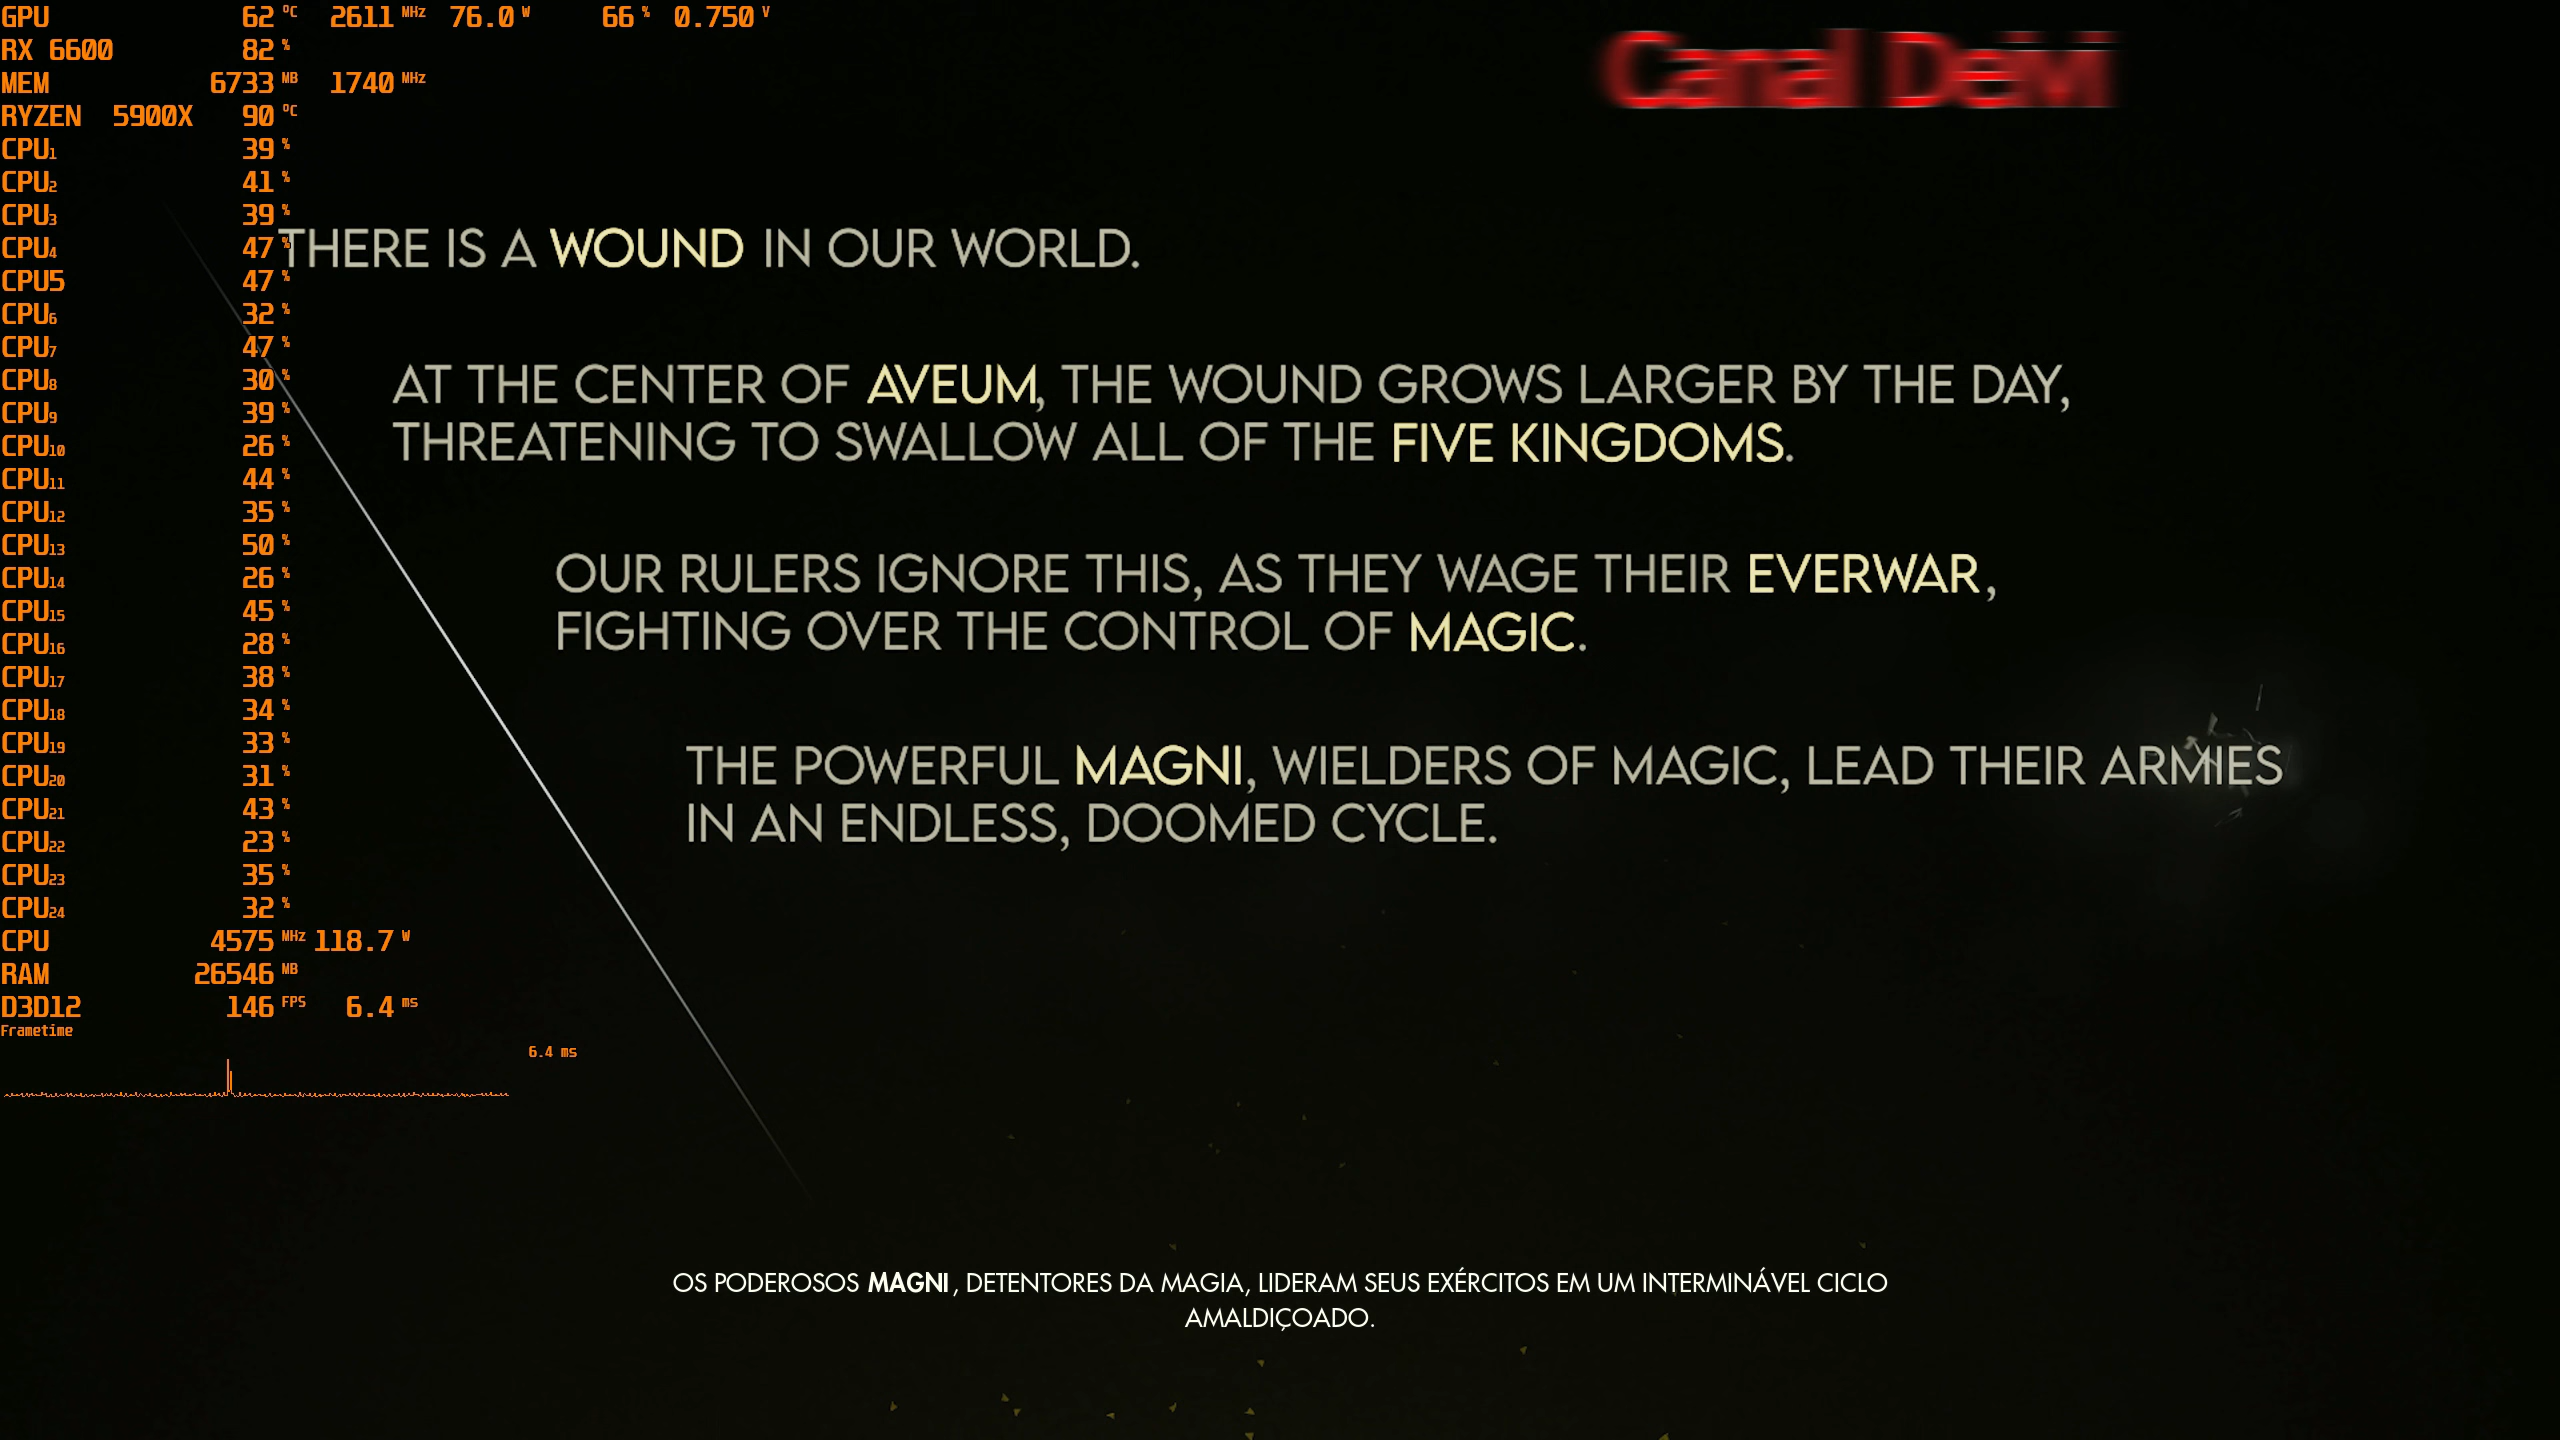 GPU 62 °C 2611 MHz 76.0 W 66 % 0.750 V
RX 6600 82 %
MEM 6733 MB 1740 MHz
RYZEN 5900X 90 °C
CPU1 39 %
CPU2 41 %
CPU3 39 %
CPU4 47 %
CPU5 47 %
CPU6 32 %
CPU7 47 %
CPU8 30 %
CPU9 39 %
CPU10 26 %
CPU11 44 %
CPU12 35 %
CPU13 50 %
CPU14 26 %
CPU15 45 %
CPU16 28 %
CPU17 38 %
CPU18 34 %
CPU19 33 %
CPU20 31 %
CPU21 43 %
CPU22 23 %
CPU23 35 %
CPU24 32 %
CPU 4575 MHz 118.7 W
RAM 26546 MB
D3D12 146 FPS 6.4 ms
Frametime
6.4 ms
Canal
THERE IS A WOUND IN OUR WORLD.
AT THE CENTER OF AVEUM, THE WOUND GROWS LARGER BY THE DAY,
THREATENING TO SWALLOW ALL OF THE FIVE KINGDOMS.
OUR RULERS IGNORE THIS, AS THEY WAGE THEIR EVERWAR,
FIGHTING OVER THE CONTROL OF MAGIC.
THE POWERFUL MAGNI, WIELDERS OF MAGIC, LEAD THEIR ARMIES
IN AN ENDLESS, DOOMED CYCLE.
OS PODEROSOS MAGNI, DETENTORES DA MAGIA, LIDERAM SEUS EXÉRCITOS EM UM INTERMINÁVEL CICLO
AMALDIÇOADO.